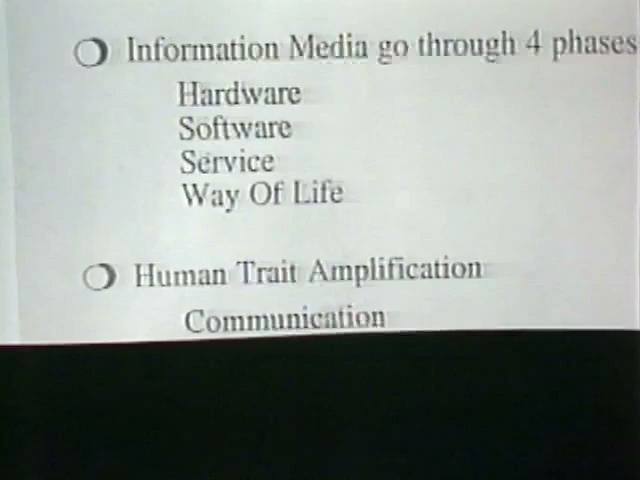 Information Media go through 4 phases
Hardware
Software
Service
Way Of Life
Human Trait Amplification
Communication